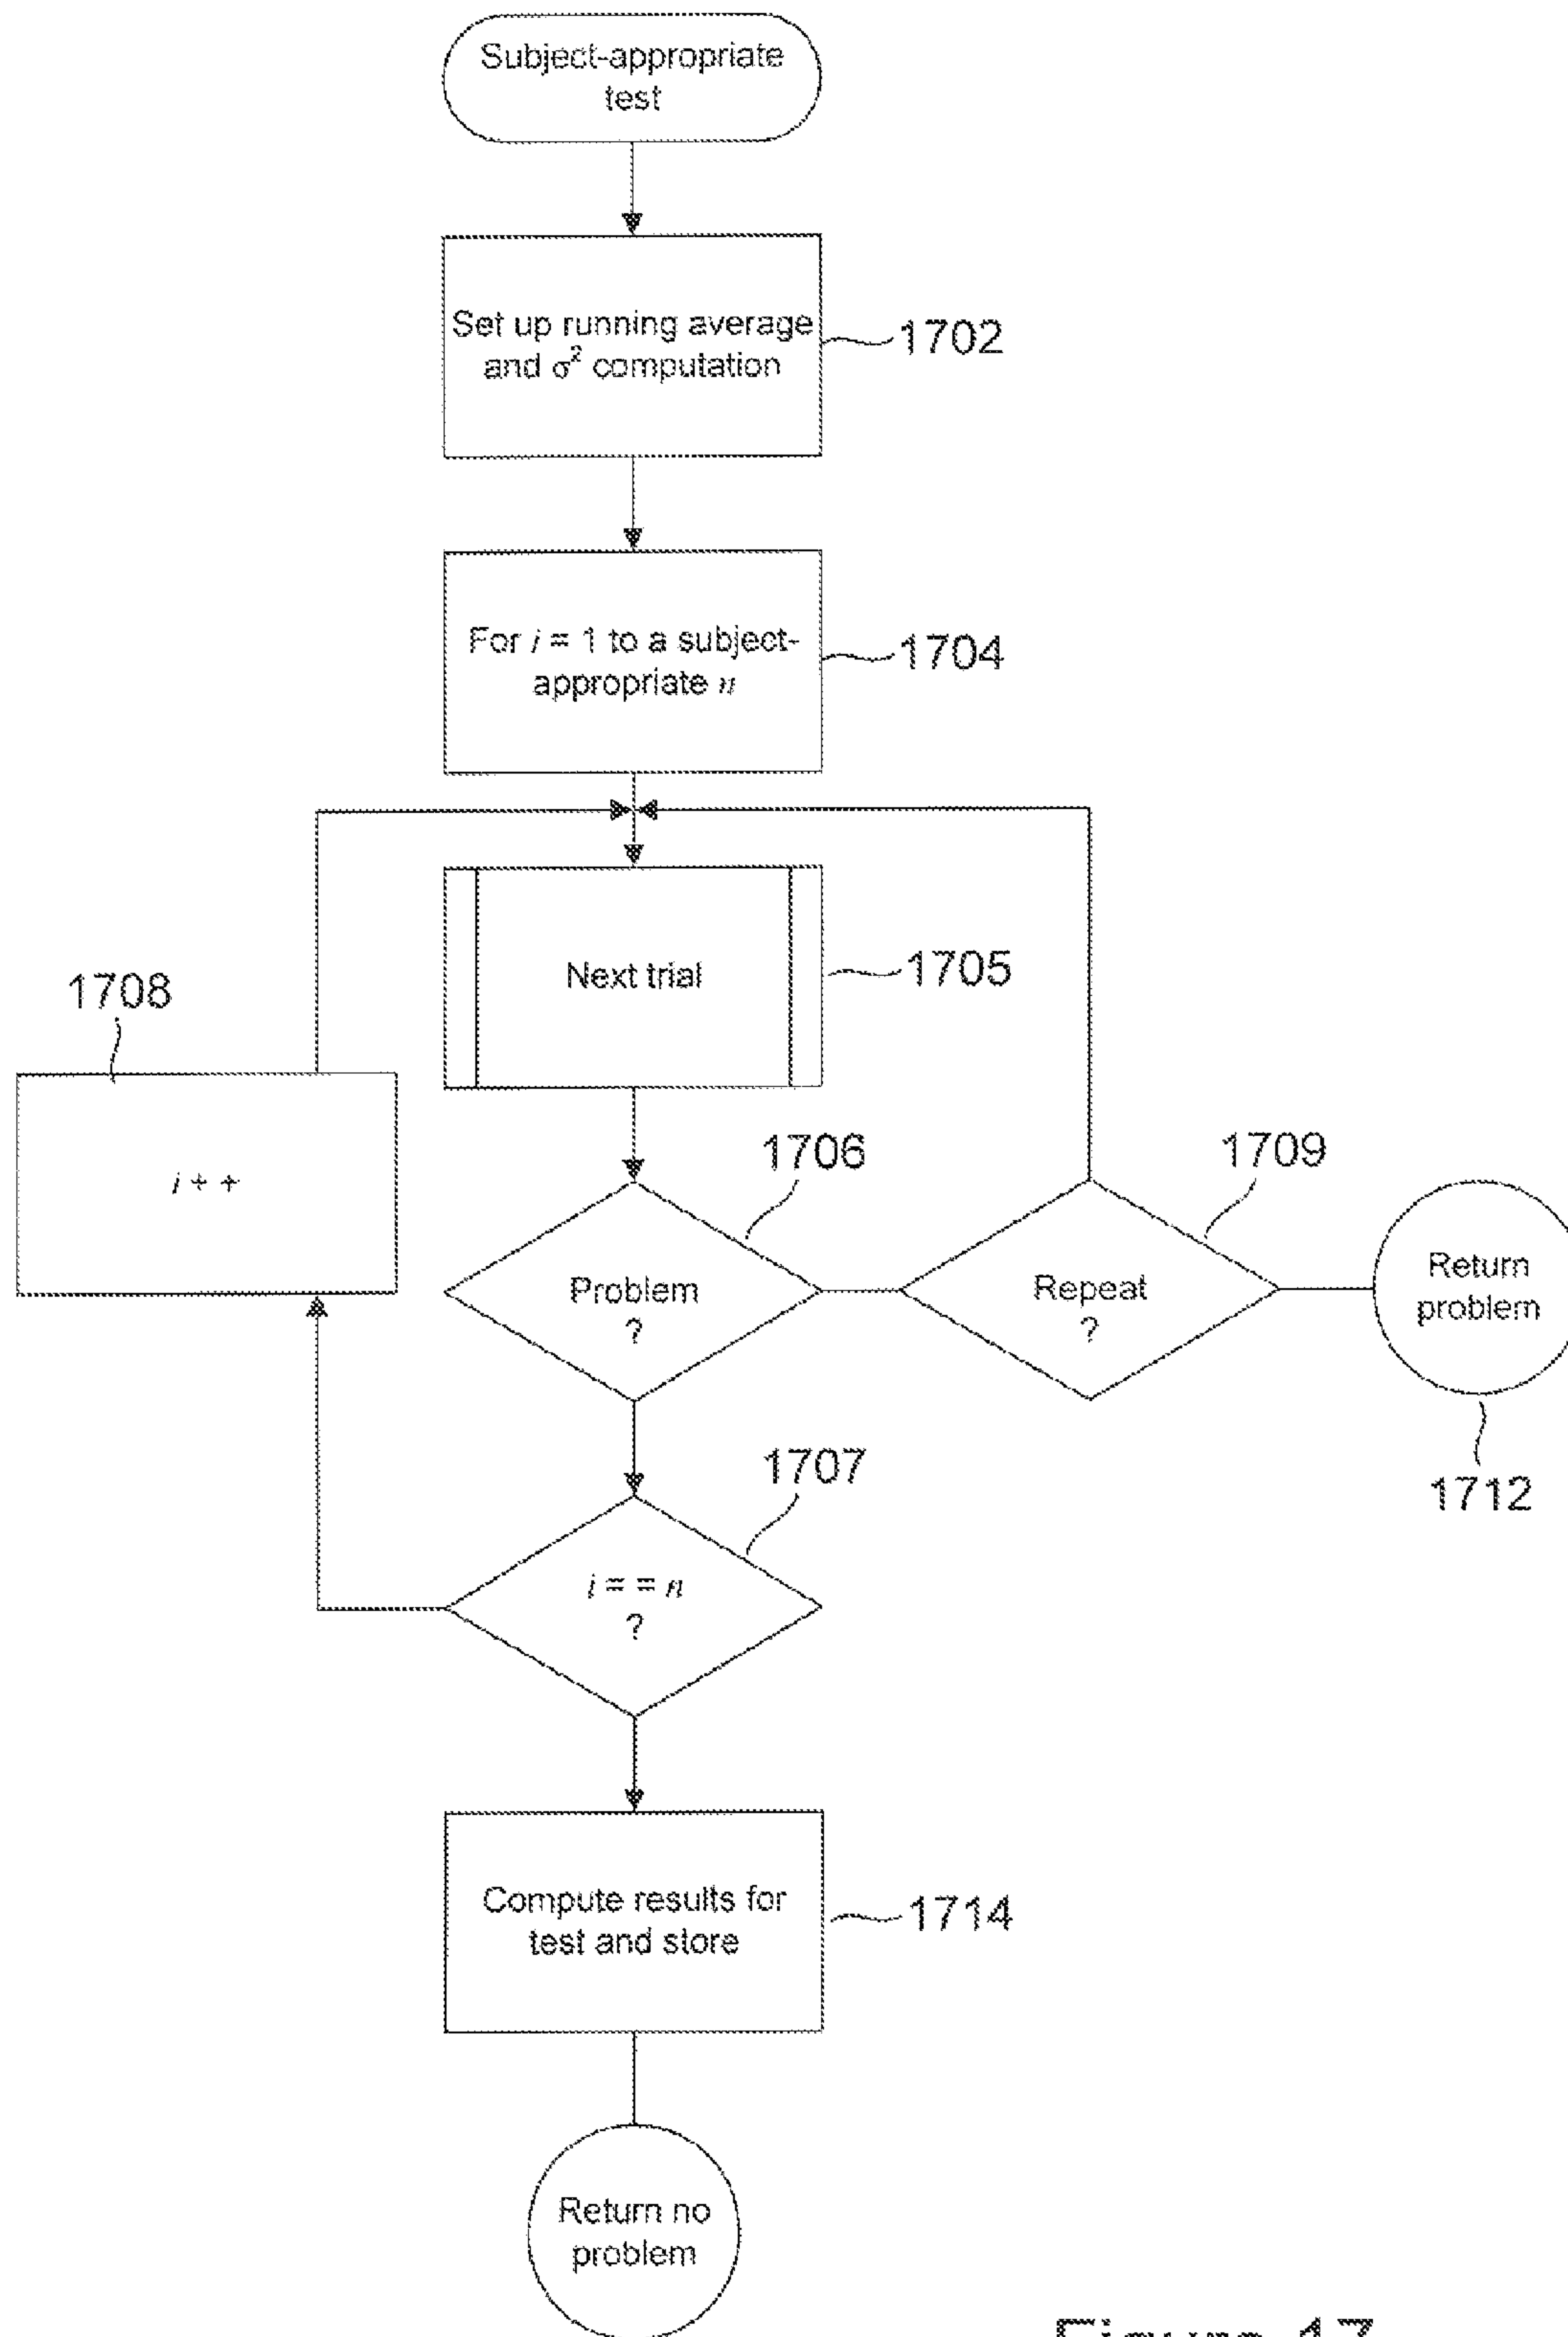 Subject-appropriate
test
Set up running average
and σ² computation
1702
For i = 1 to a subject-
appropriate n
1704
Next trial
1705
1708
i + +
1706
Problem
?
1709
Repeat
?
Return
problem
1712
1707
i = = n
?
Compute results for
test and store
1714
Return no
problem
Figure 17